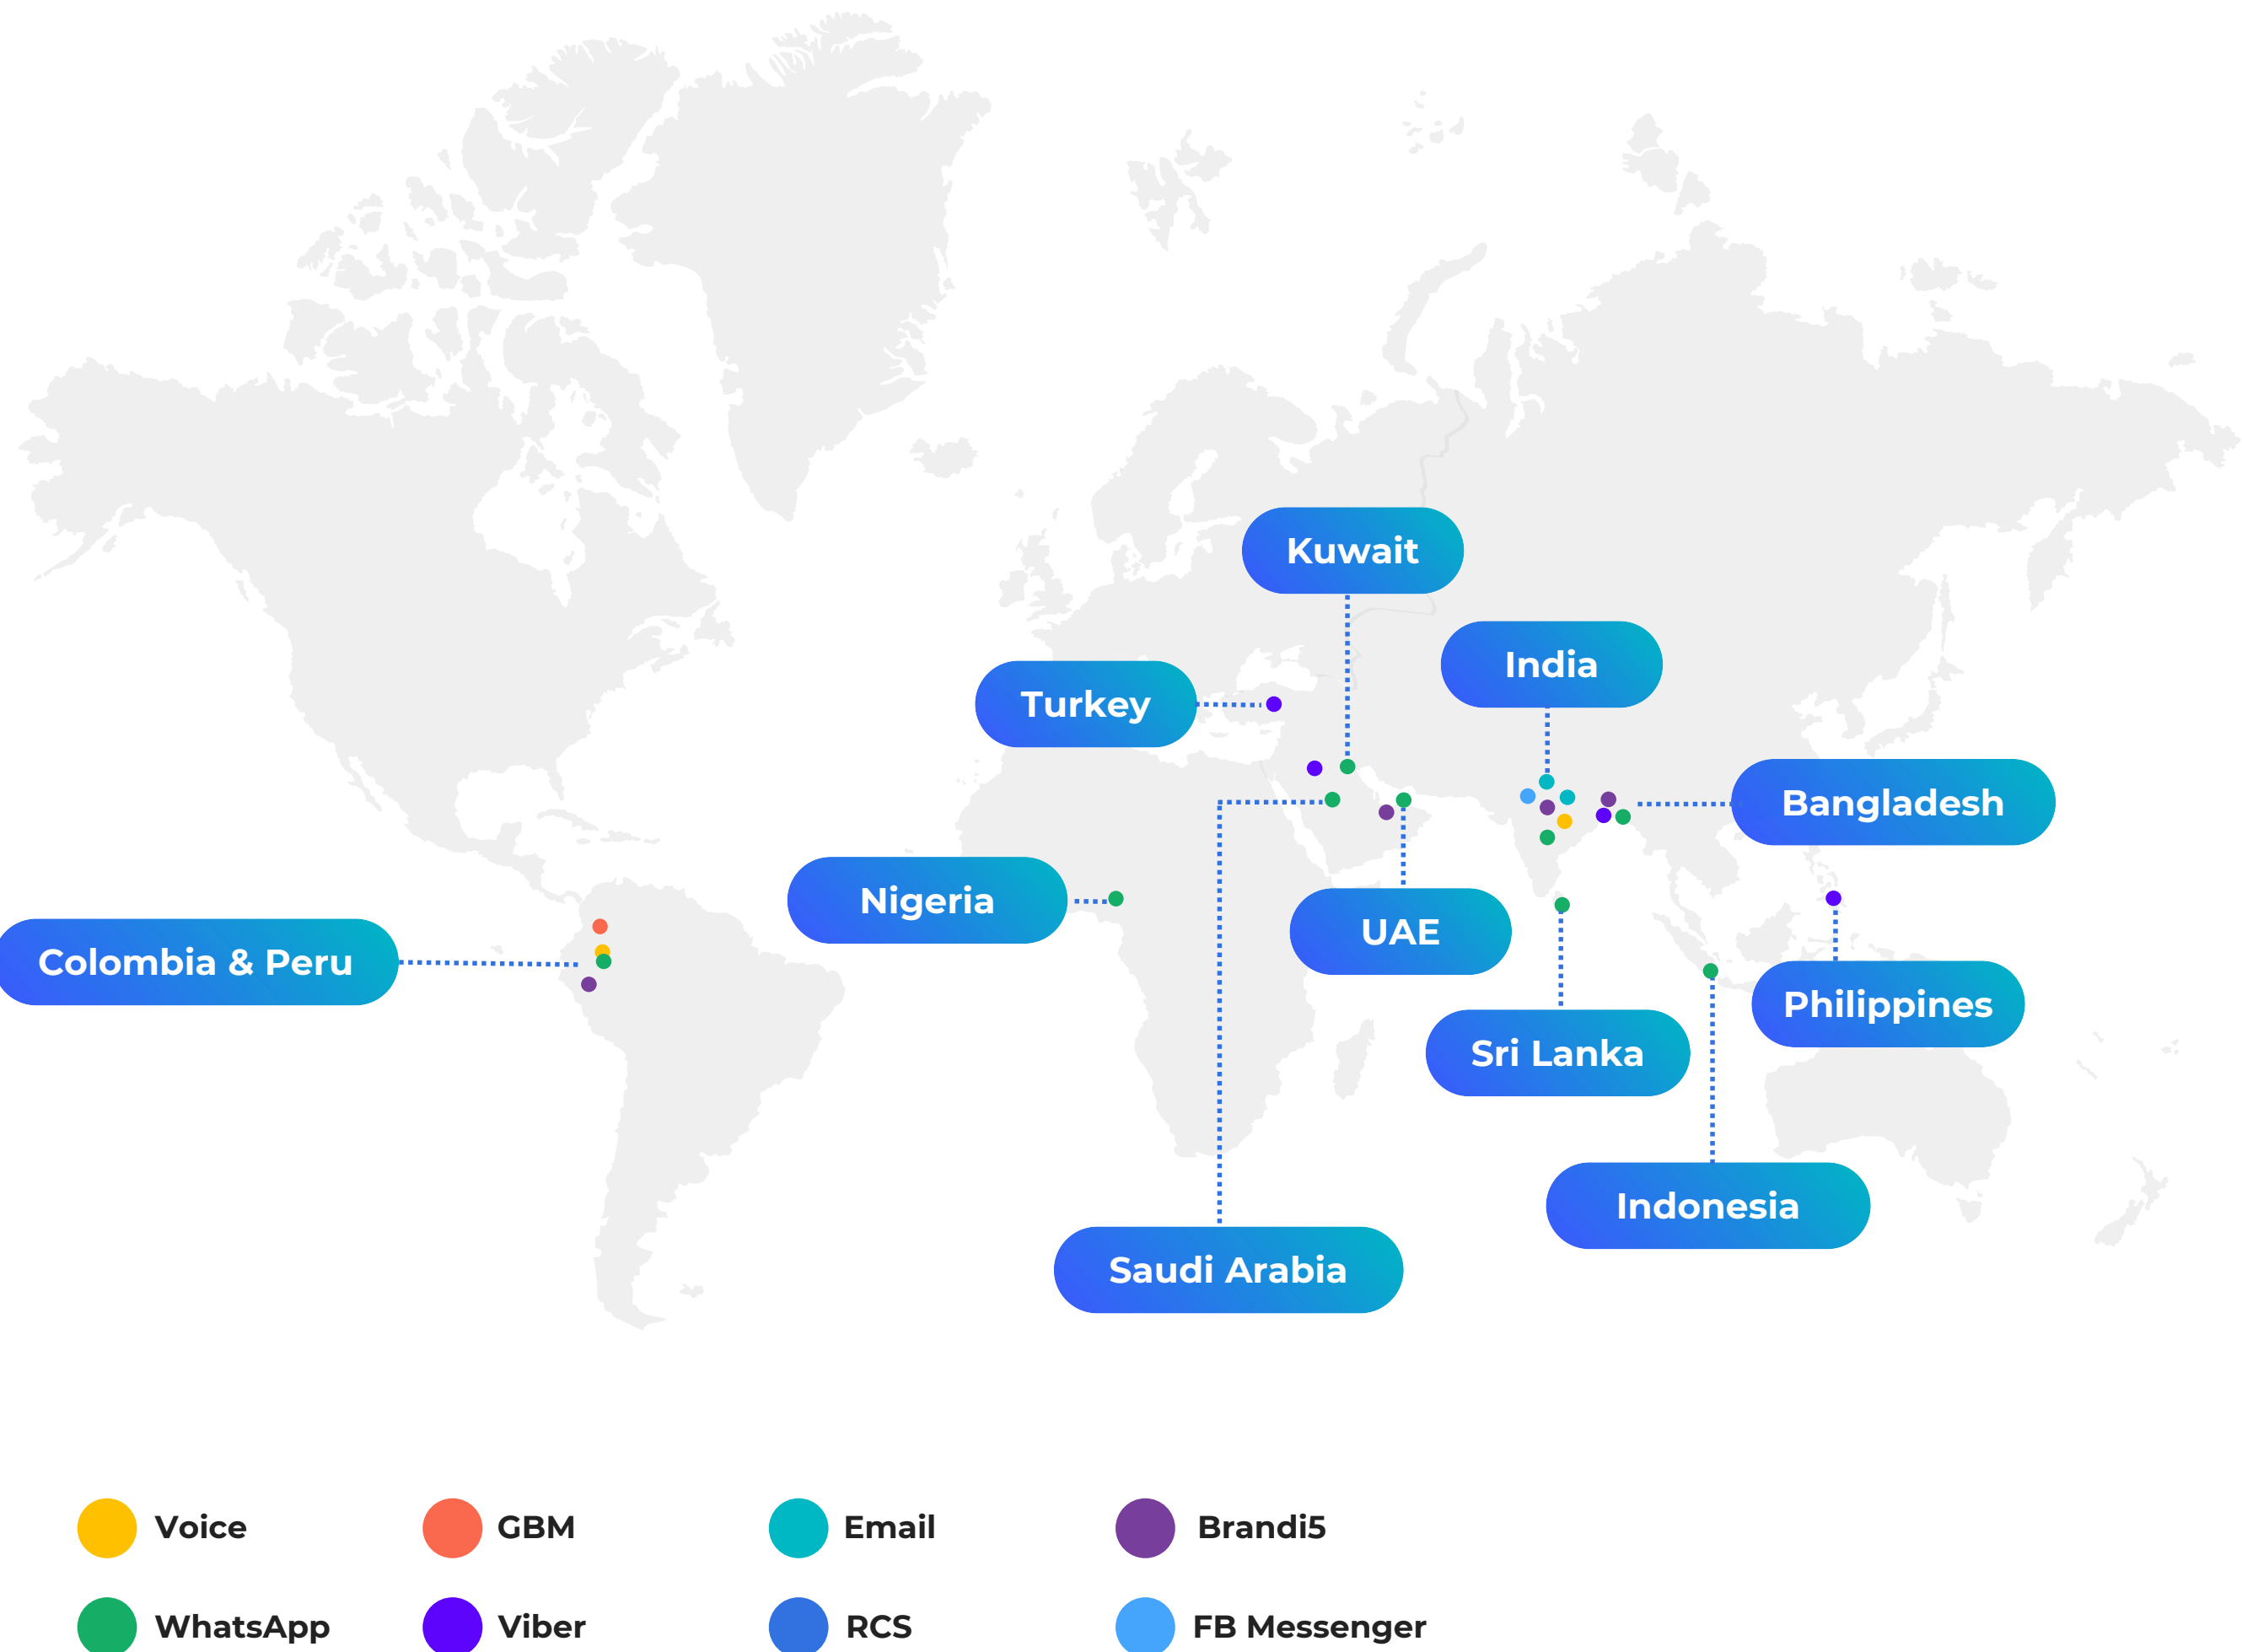 Kuwait
India
Turkey
Bangladesh
Nigeria
UAE
Colombia & Peru
Philippines
Sri Lanka
Indonesia
Saudi Arabia
Voice
GBM
Email
Brandi5
WhatsApp
Viber
RCS
FB Messenger